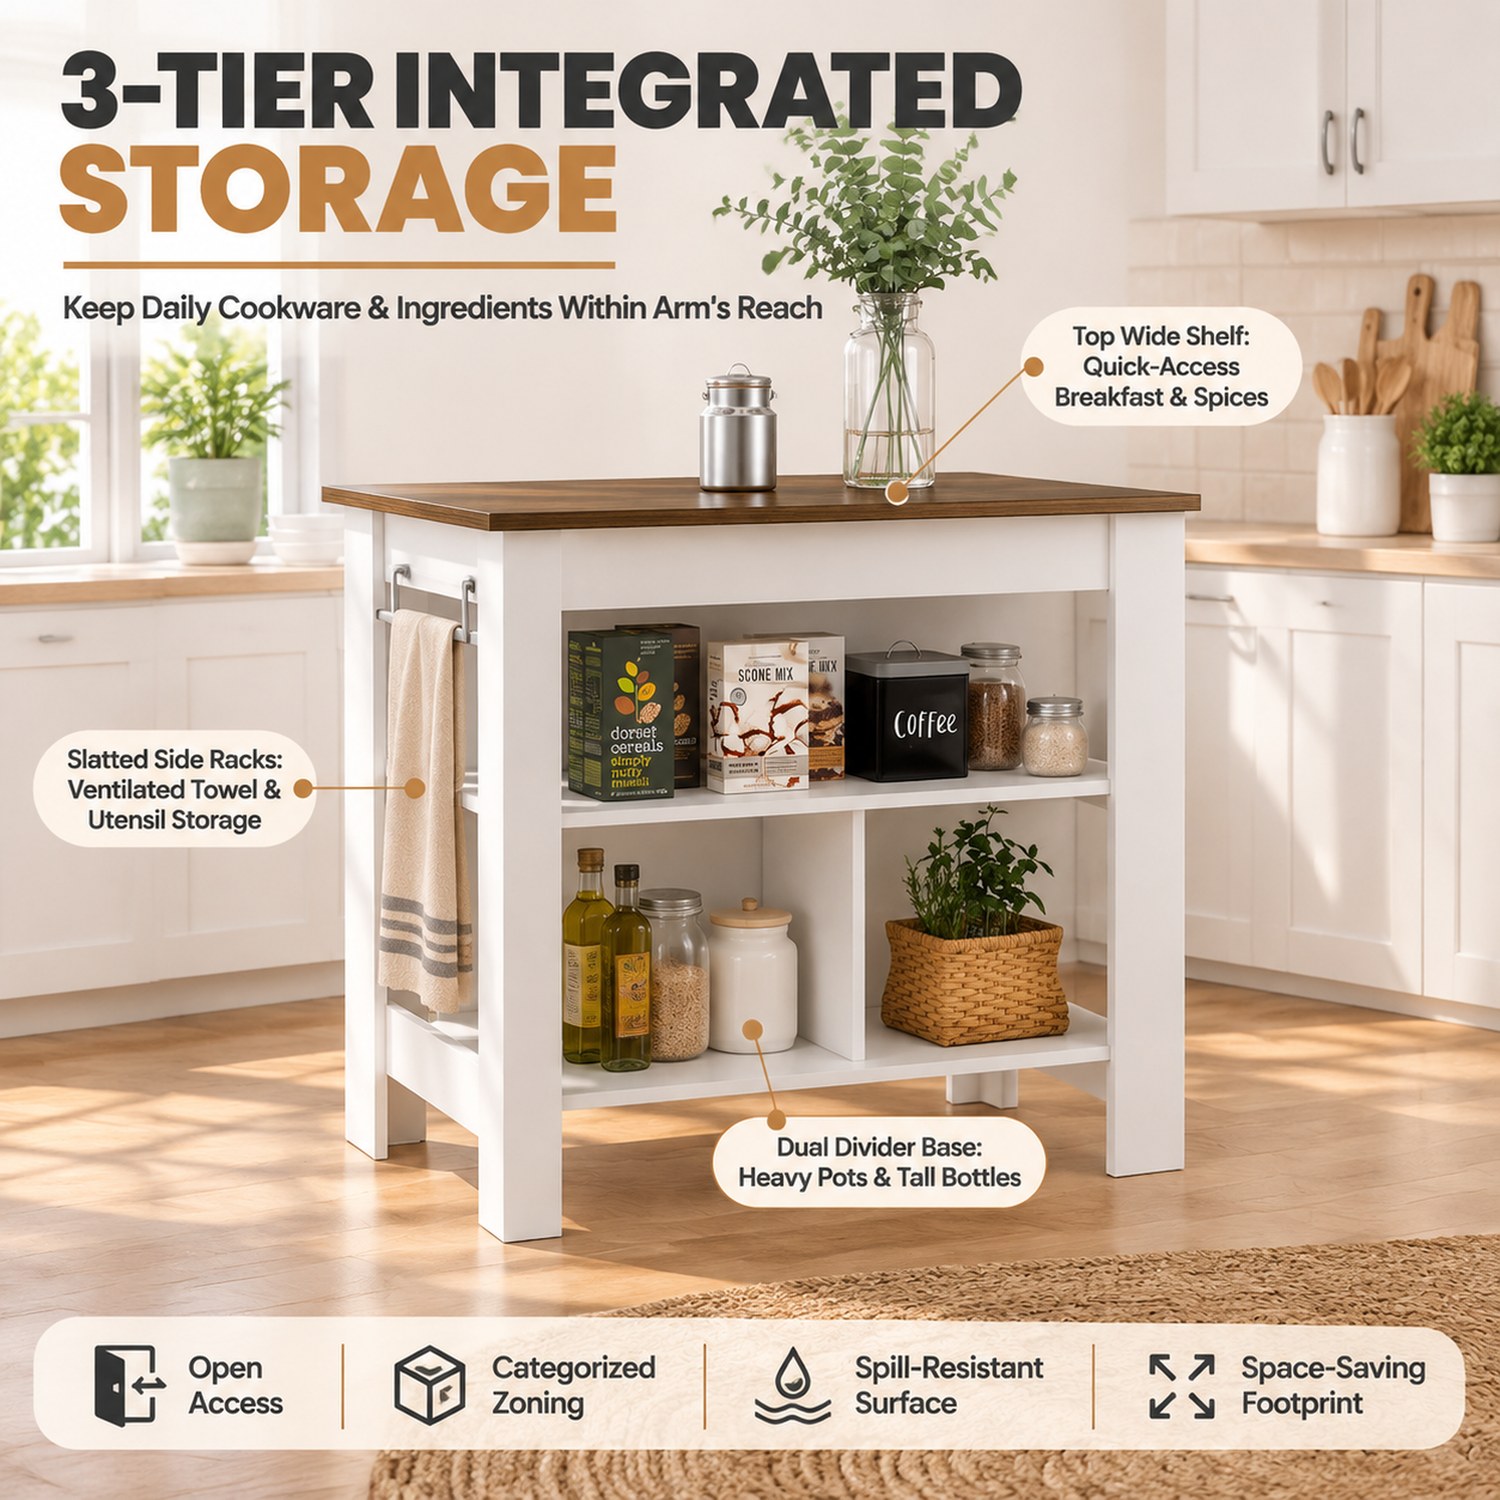 3-TIER INTEGRATED
STORAGE
Keep Daily Cookware & Ingredients Within Arm's Reach
Top Wide Shelf:
Quick-Access
Breakfast & Spices
SCONE MIX
Coffee
dorset
cereals
simply
nutty
muesli
Slatted Side Racks:
Ventilated Towel &
Utensil Storage
Dual Divider Base:
Heavy Pots & Tall Bottles
Open
Access
Categorized
Zoning
Spill-Resistant
Surface
Space-Saving
Footprint